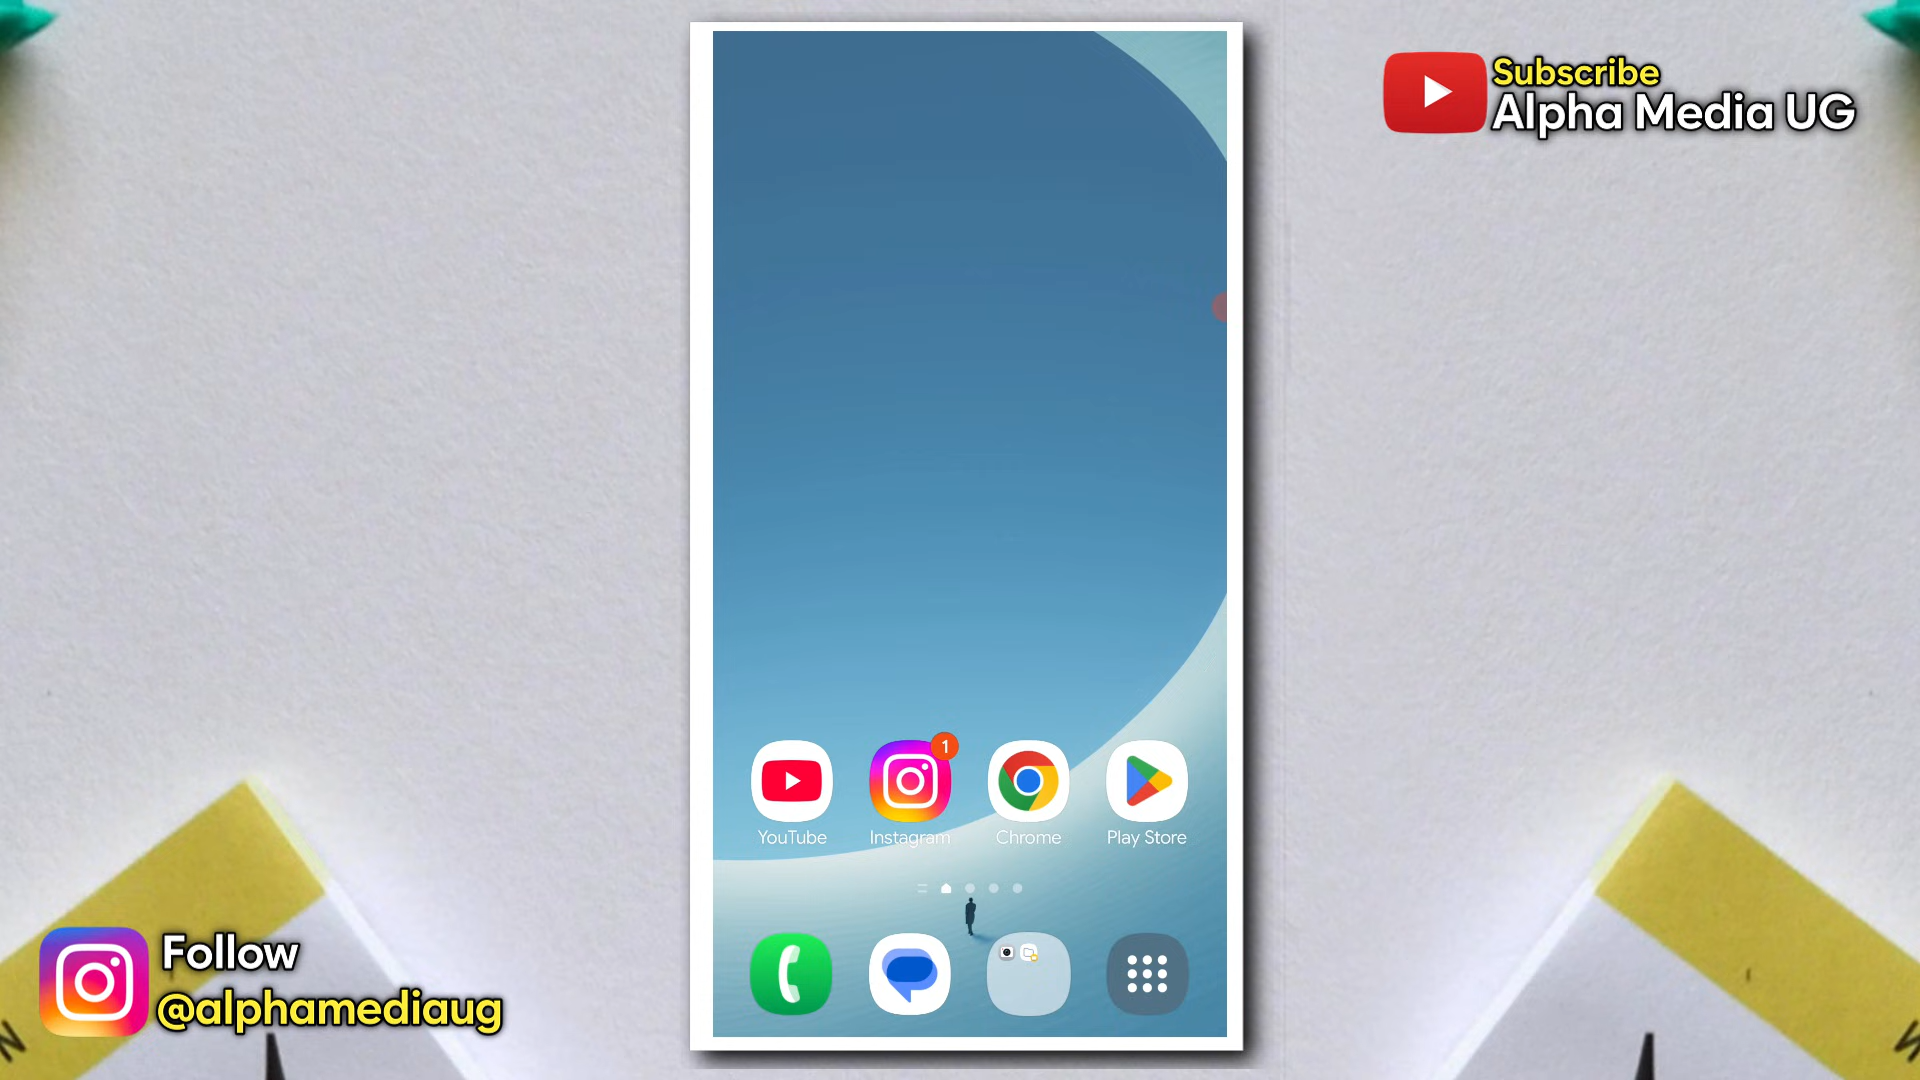 Subscribe
Alpha Media UG
1
YouTube
Instagram
Chrome
Play Store
Follow
@alphamediaug
N
N